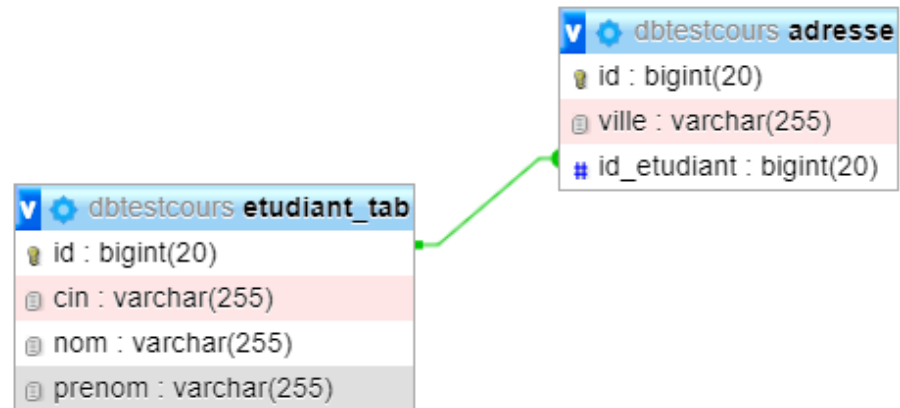 v dbtestcours adresse
id : bigint(20)
ville : varchar(255)
# id_etudiant : bigint(20)
v dbtestcours etudiant_tab
id : bigint(20)
cin : varchar(255)
nom : varchar(255)
prenom : varchar(255)